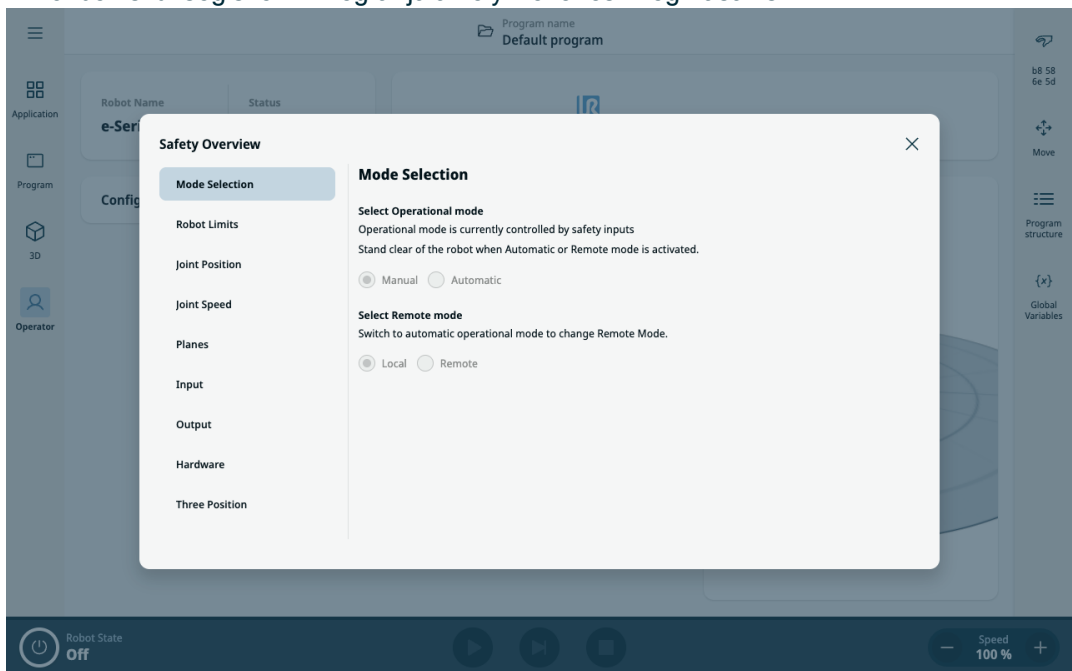 Program name
Default program
b8 58
6e 5d
Application
Robot Name
Status
e-Seri
Move
Safety Overview
Mode Selection
Robot Limits
Joint Position
Joint Speed
Planes
Input
Output
Hardware
Three Position
Mode Selection
Select Operational mode
Operational mode is currently controlled by safety inputs
Stand clear of the robot when Automatic or Remote mode is activated.
Manual
Automatic
Select Remote mode
Switch to automatic operational mode to change Remote Mode.
Local
Remote
Program
Config
3D
Operator
Program
structure
{x}
Global
Variables
Robot State
Off
Speed
100 %